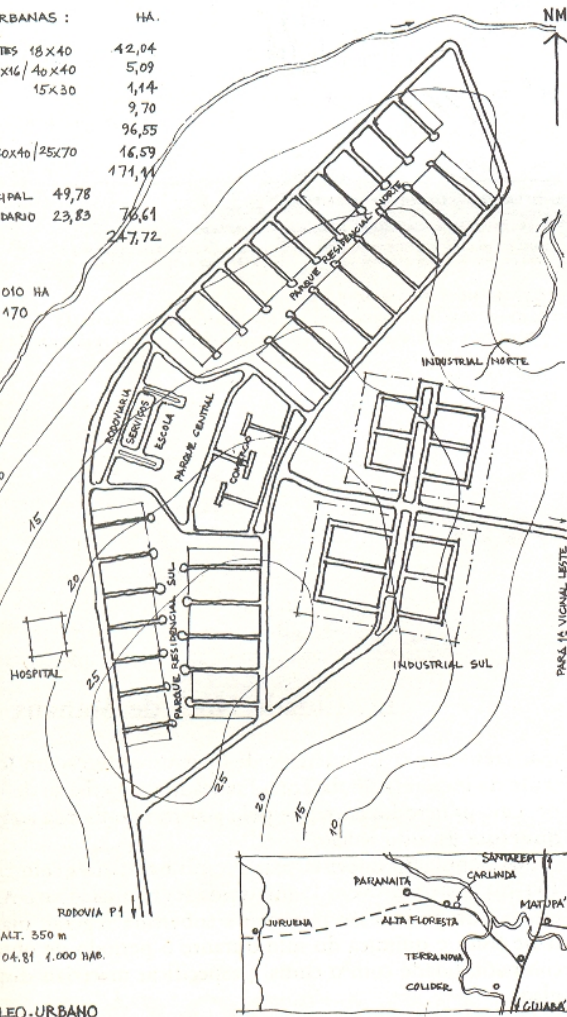 RBANAS : HA.
TES 18x40 42,04
x16/40x40 5,09
15x30 1,14
9,70
96,55
0x40/25x70 16,59
171,11
IPAL 49,78
DARIO 23,83 76,61
247,72
010 HA
170
NM
PARQUE RESIDENCIAL NORTE
INDUSTRIAL NORTE
RODOVIARIA
SERVIÇOS
ESCOLA
PARQUE CENTRAL
COMERCIO
15
20
25
HOSPITAL
PARQUE RESIDENCIAL SUL
INDUSTRIAL SUL
PARA 1ª VICINAL LESTE
25
20
15
10
RODOVIA P1
ALT. 350 m
04.81 1.000 HAB.
LEO URBANO
SANTAREM
CARLINDA
PARANAITA
MATUPA'
ALTA FLORESTA
JURUENA
TERRA NOVA
COLIDER
CUIABA'